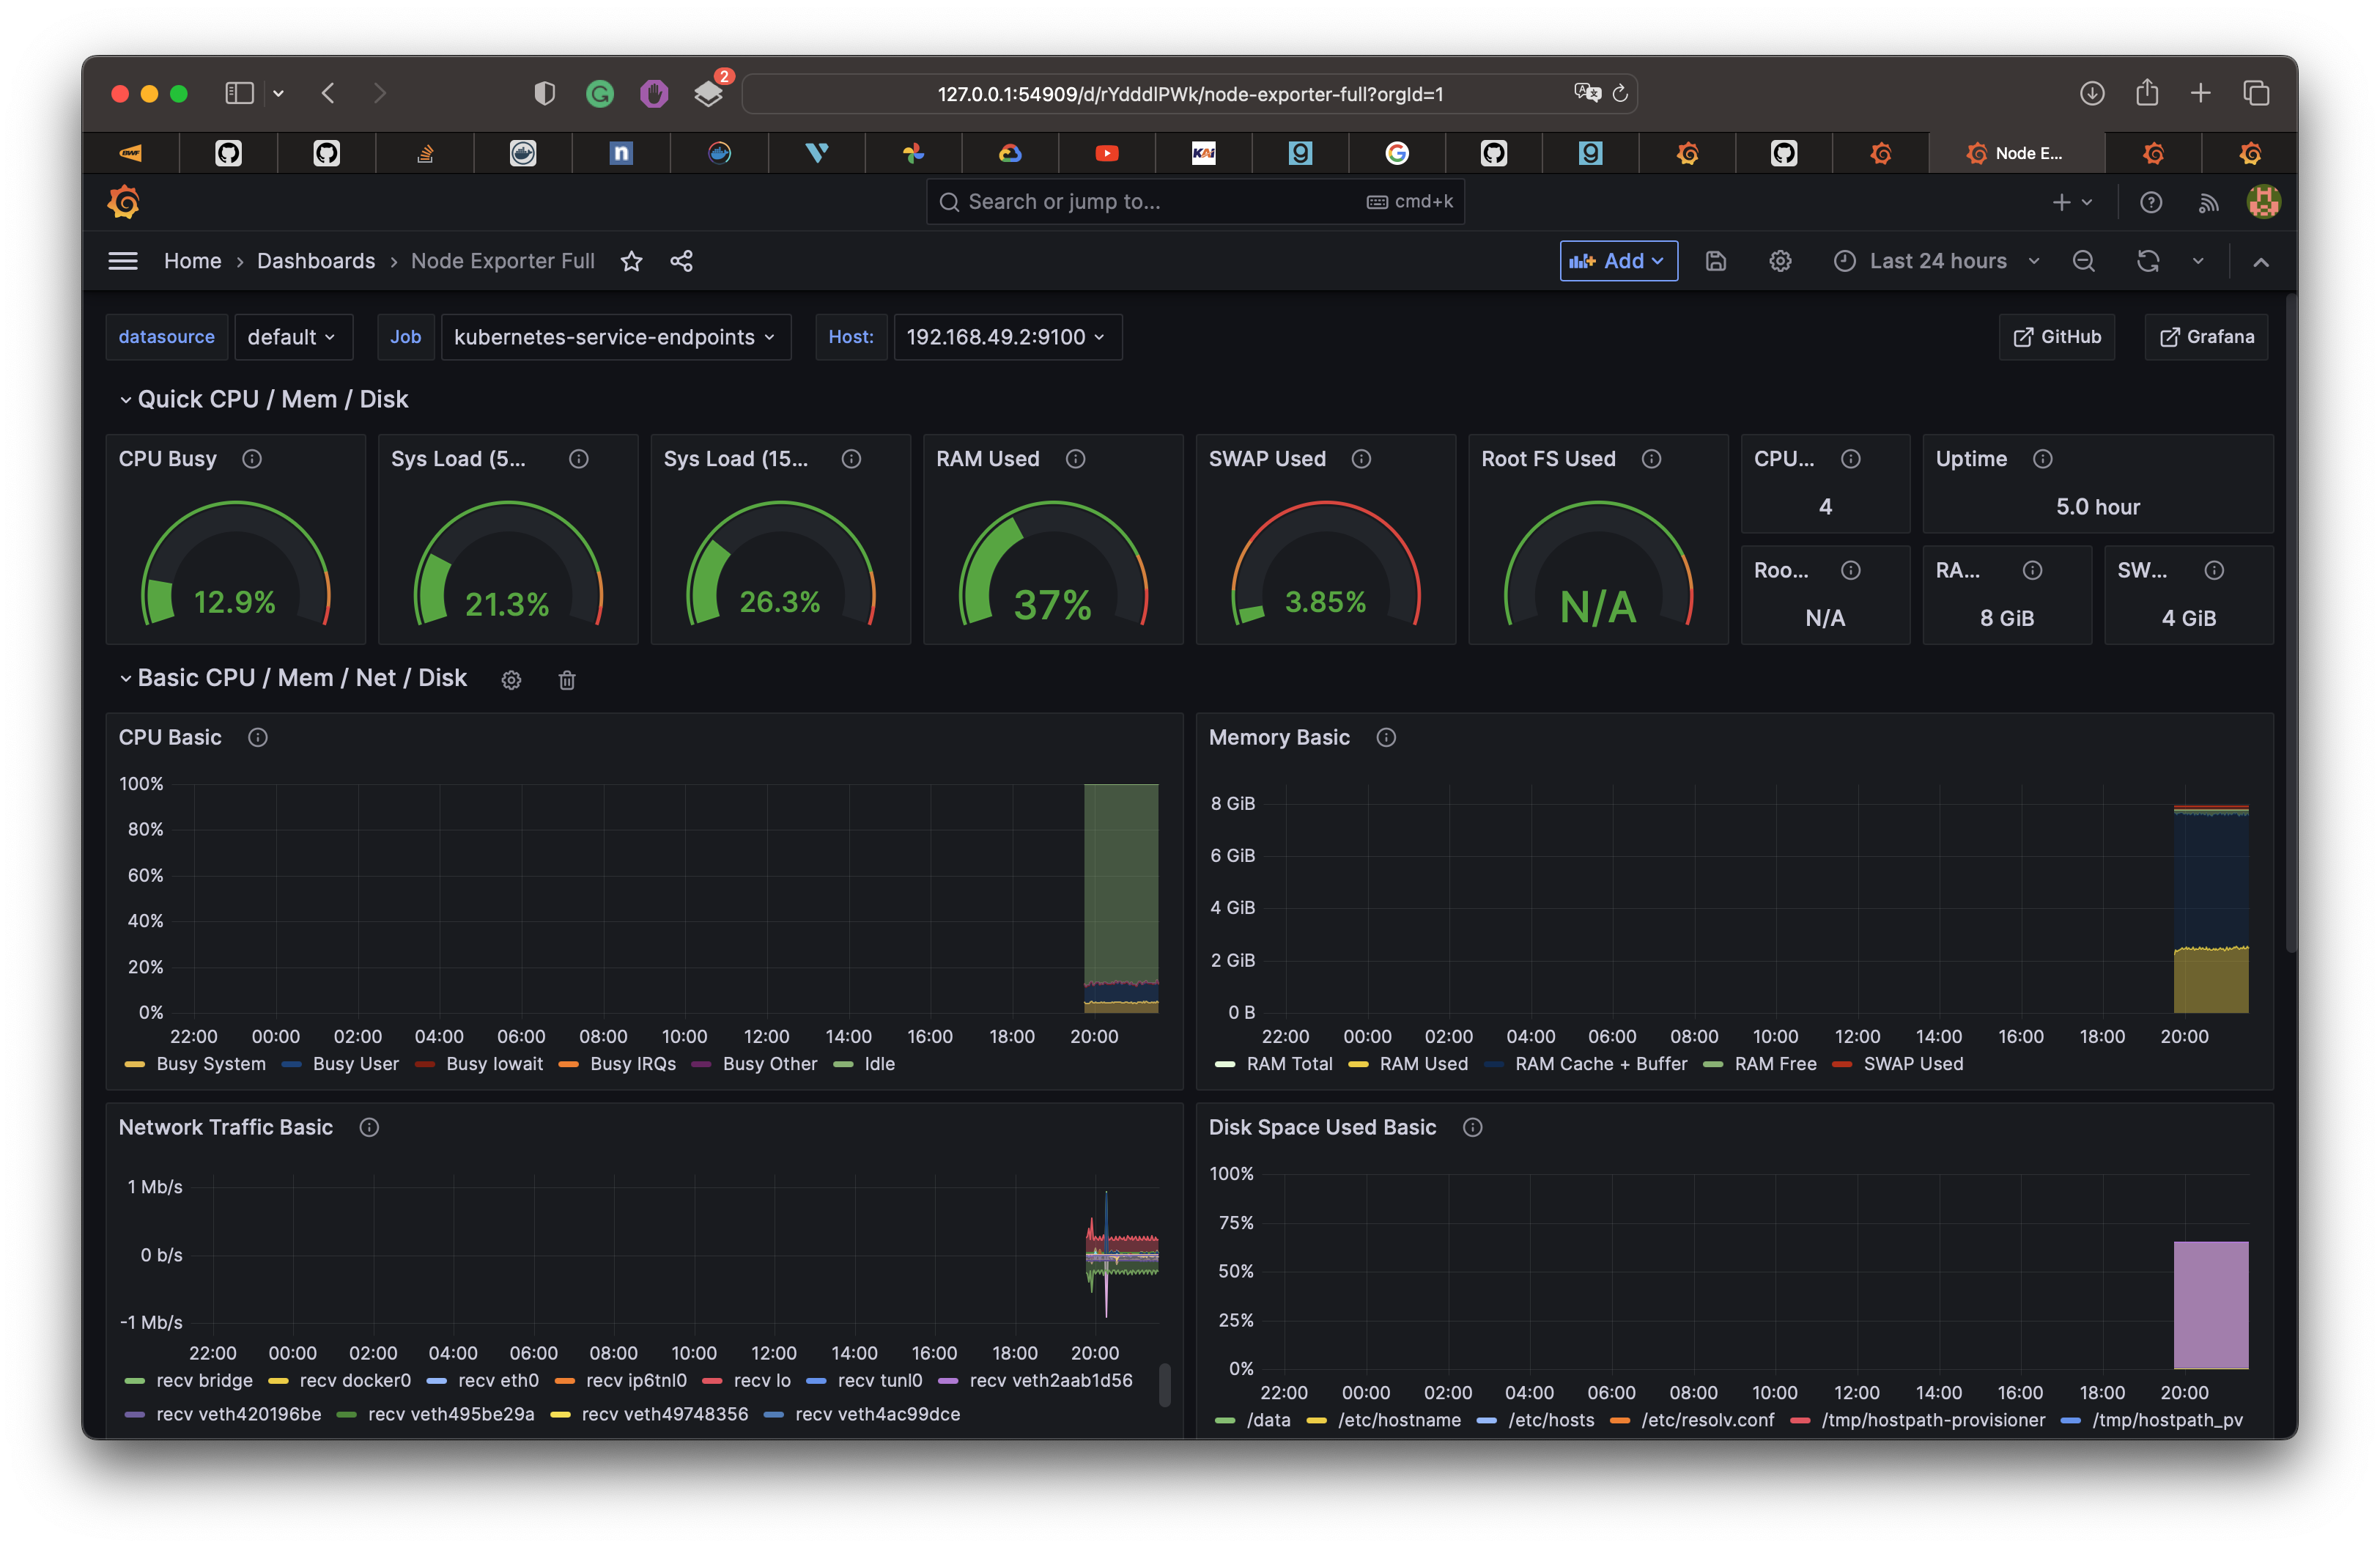 2
127.0.0.1:54909/d/rYdddlPWk/node-exporter-full?orgId=1
BWF n KAi g G g Node E...
Search or jump to... cmd+k
Home › Dashboards › Node Exporter Full Add Last 24 hours
datasource default Job kubernetes-service-endpoints Host: 192.168.49.2:9100 GitHub Grafana
Quick CPU / Mem / Disk
CPU Busy Sys Load (5... Sys Load (15... RAM Used SWAP Used Root FS Used CPU... Uptime
4 5.0 hour
Roo... RA... SW...
12.9% 21.3% 26.3% 37% 3.85% N/A N/A 8 GiB 4 GiB
Basic CPU / Mem / Net / Disk
CPU Basic
100%
80%
60%
40%
20%
0%
22:00 00:00 02:00 04:00 06:00 08:00 10:00 12:00 14:00 16:00 18:00 20:00
Busy System Busy User Busy Iowait Busy IRQs Busy Other Idle
Memory Basic
8 GiB
6 GiB
4 GiB
2 GiB
0 B
22:00 00:00 02:00 04:00 06:00 08:00 10:00 12:00 14:00 16:00 18:00 20:00
RAM Total RAM Used RAM Cache + Buffer RAM Free SWAP Used
Network Traffic Basic
1 Mb/s
0 b/s
-1 Mb/s
22:00 00:00 02:00 04:00 06:00 08:00 10:00 12:00 14:00 16:00 18:00 20:00
recv bridge recv docker0 recv eth0 recv ip6tnl0 recv lo recv tunl0 recv veth2aab1d56
recv veth420196be recv veth495be29a recv veth49748356 recv veth4ac99dce
Disk Space Used Basic
100%
75%
50%
25%
0%
22:00 00:00 02:00 04:00 06:00 08:00 10:00 12:00 14:00 16:00 18:00 20:00
/data /etc/hostname /etc/hosts /etc/resolv.conf /tmp/hostpath-provisioner /tmp/hostpath_pv